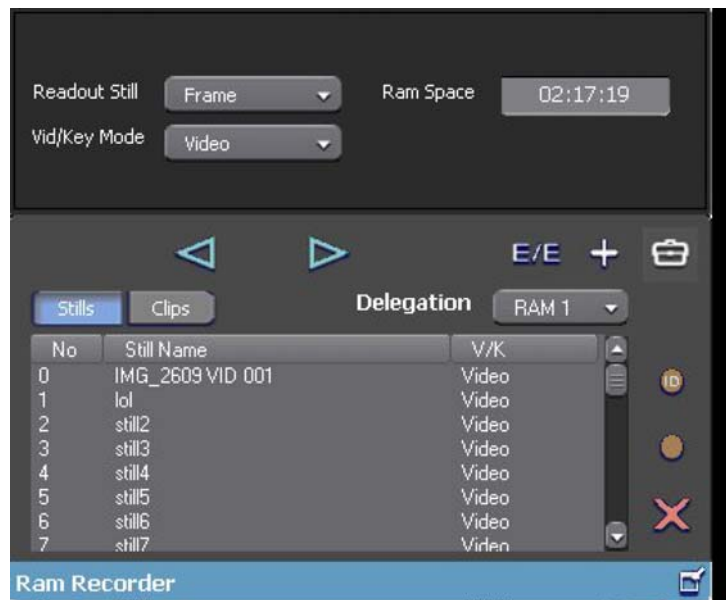 Readout Still Frame Ram Space 02:17:19
Vid/Key Mode Video
E/E
Stills Clips Delegation RAM 1
No Still Name V/K
0 IMG_2609 VID 001 Video
1 lol Video
2 still2 Video
3 still3 Video
4 still4 Video
5 still5 Video
6 still6 Video
7 still7 Video
ID
Ram Recorder